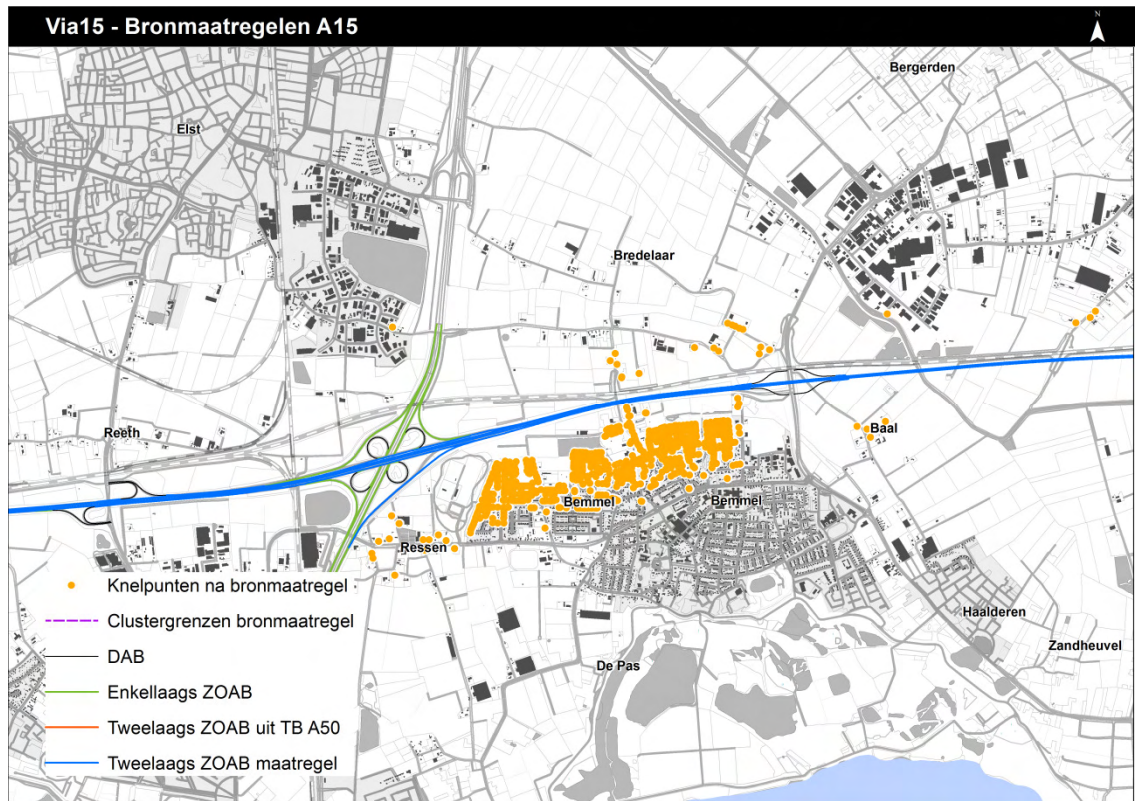 Via15 - Bronmaatregelen A15
N
Bergerden
Elst
Bredelaar
Reeth
Baal
Bemmel
Bemmel
Ressen
Knelpunten na bronmaatregel
Clustergrenzen bronmaatregel
DAB
Enkellaags ZOAB
Tweelaags ZOAB uit TB A50
Tweelaags ZOAB maatregel
Haalderen
Zandheuvel
De Pas